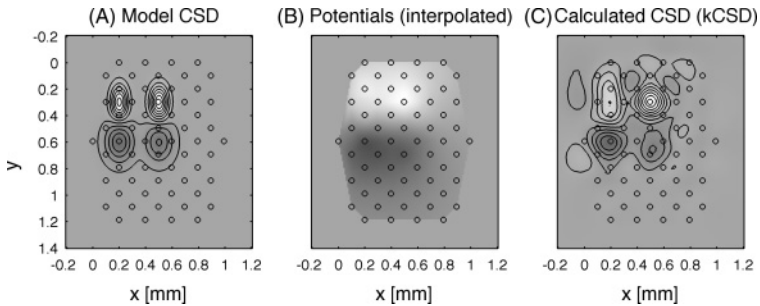 (A) Model CSD
(B) Potentials (interpolated)
(C) Calculated CSD (kCSD)
-0.2
0
0.2
0.4
0.6
0.8
1.0
1.2
1.4
y
-0.2 0 0.2 0.4 0.6 0.8 1 1.2
-0.2 0 0.2 0.4 0.6 0.8 1 1.2
-0.2 0 0.2 0.4 0.6 0.8 1 1.2
x [mm]
x [mm]
x [mm]